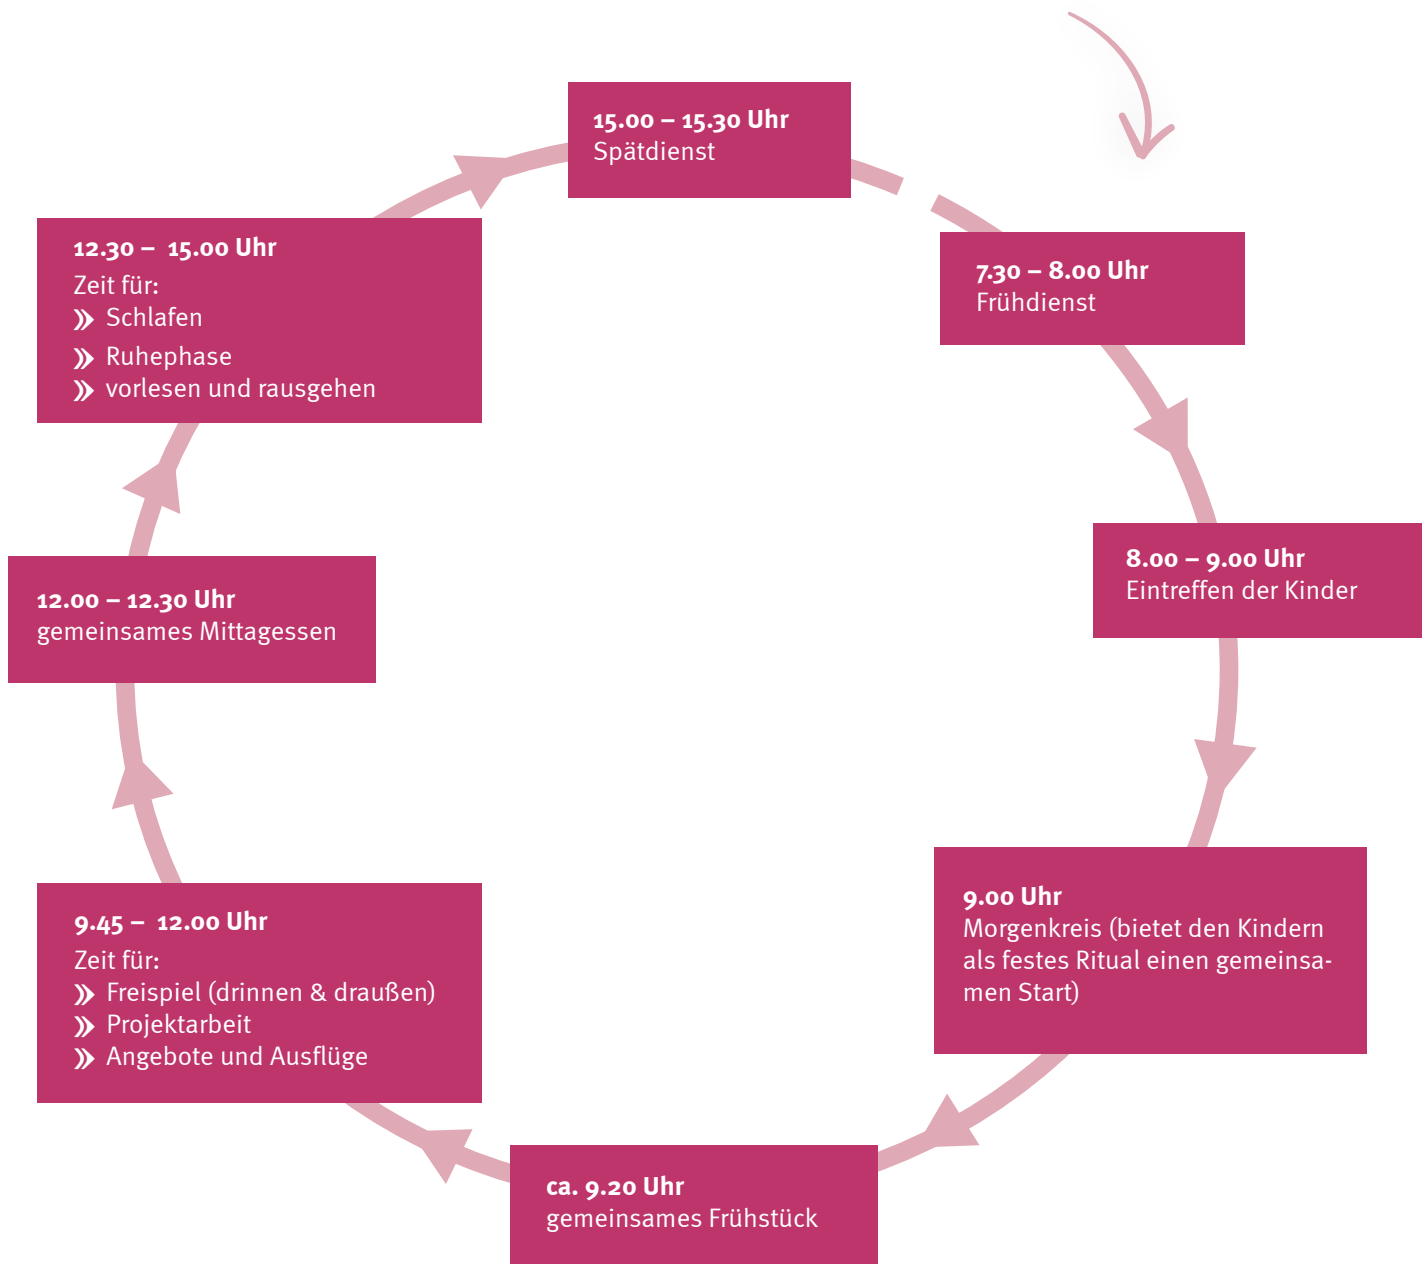 15.00 – 15.30 Uhr
Spätdienst
7.30 – 8.00 Uhr
Frühdienst
8.00 – 9.00 Uhr
Eintreffen der Kinder
9.00 Uhr
Morgenkreis (bietet den Kindern
als festes Ritual einen gemeinsa-
men Start)
ca. 9.20 Uhr
gemeinsames Frühstück
9.45 – 12.00 Uhr
Zeit für:
Freispiel (drinnen & draußen)
Projektarbeit
Angebote und Ausflüge
12.00 – 12.30 Uhr
gemeinsames Mittagessen
12.30 – 15.00 Uhr
Zeit für:
Schlafen
Ruhephase
vorlesen und rausgehen